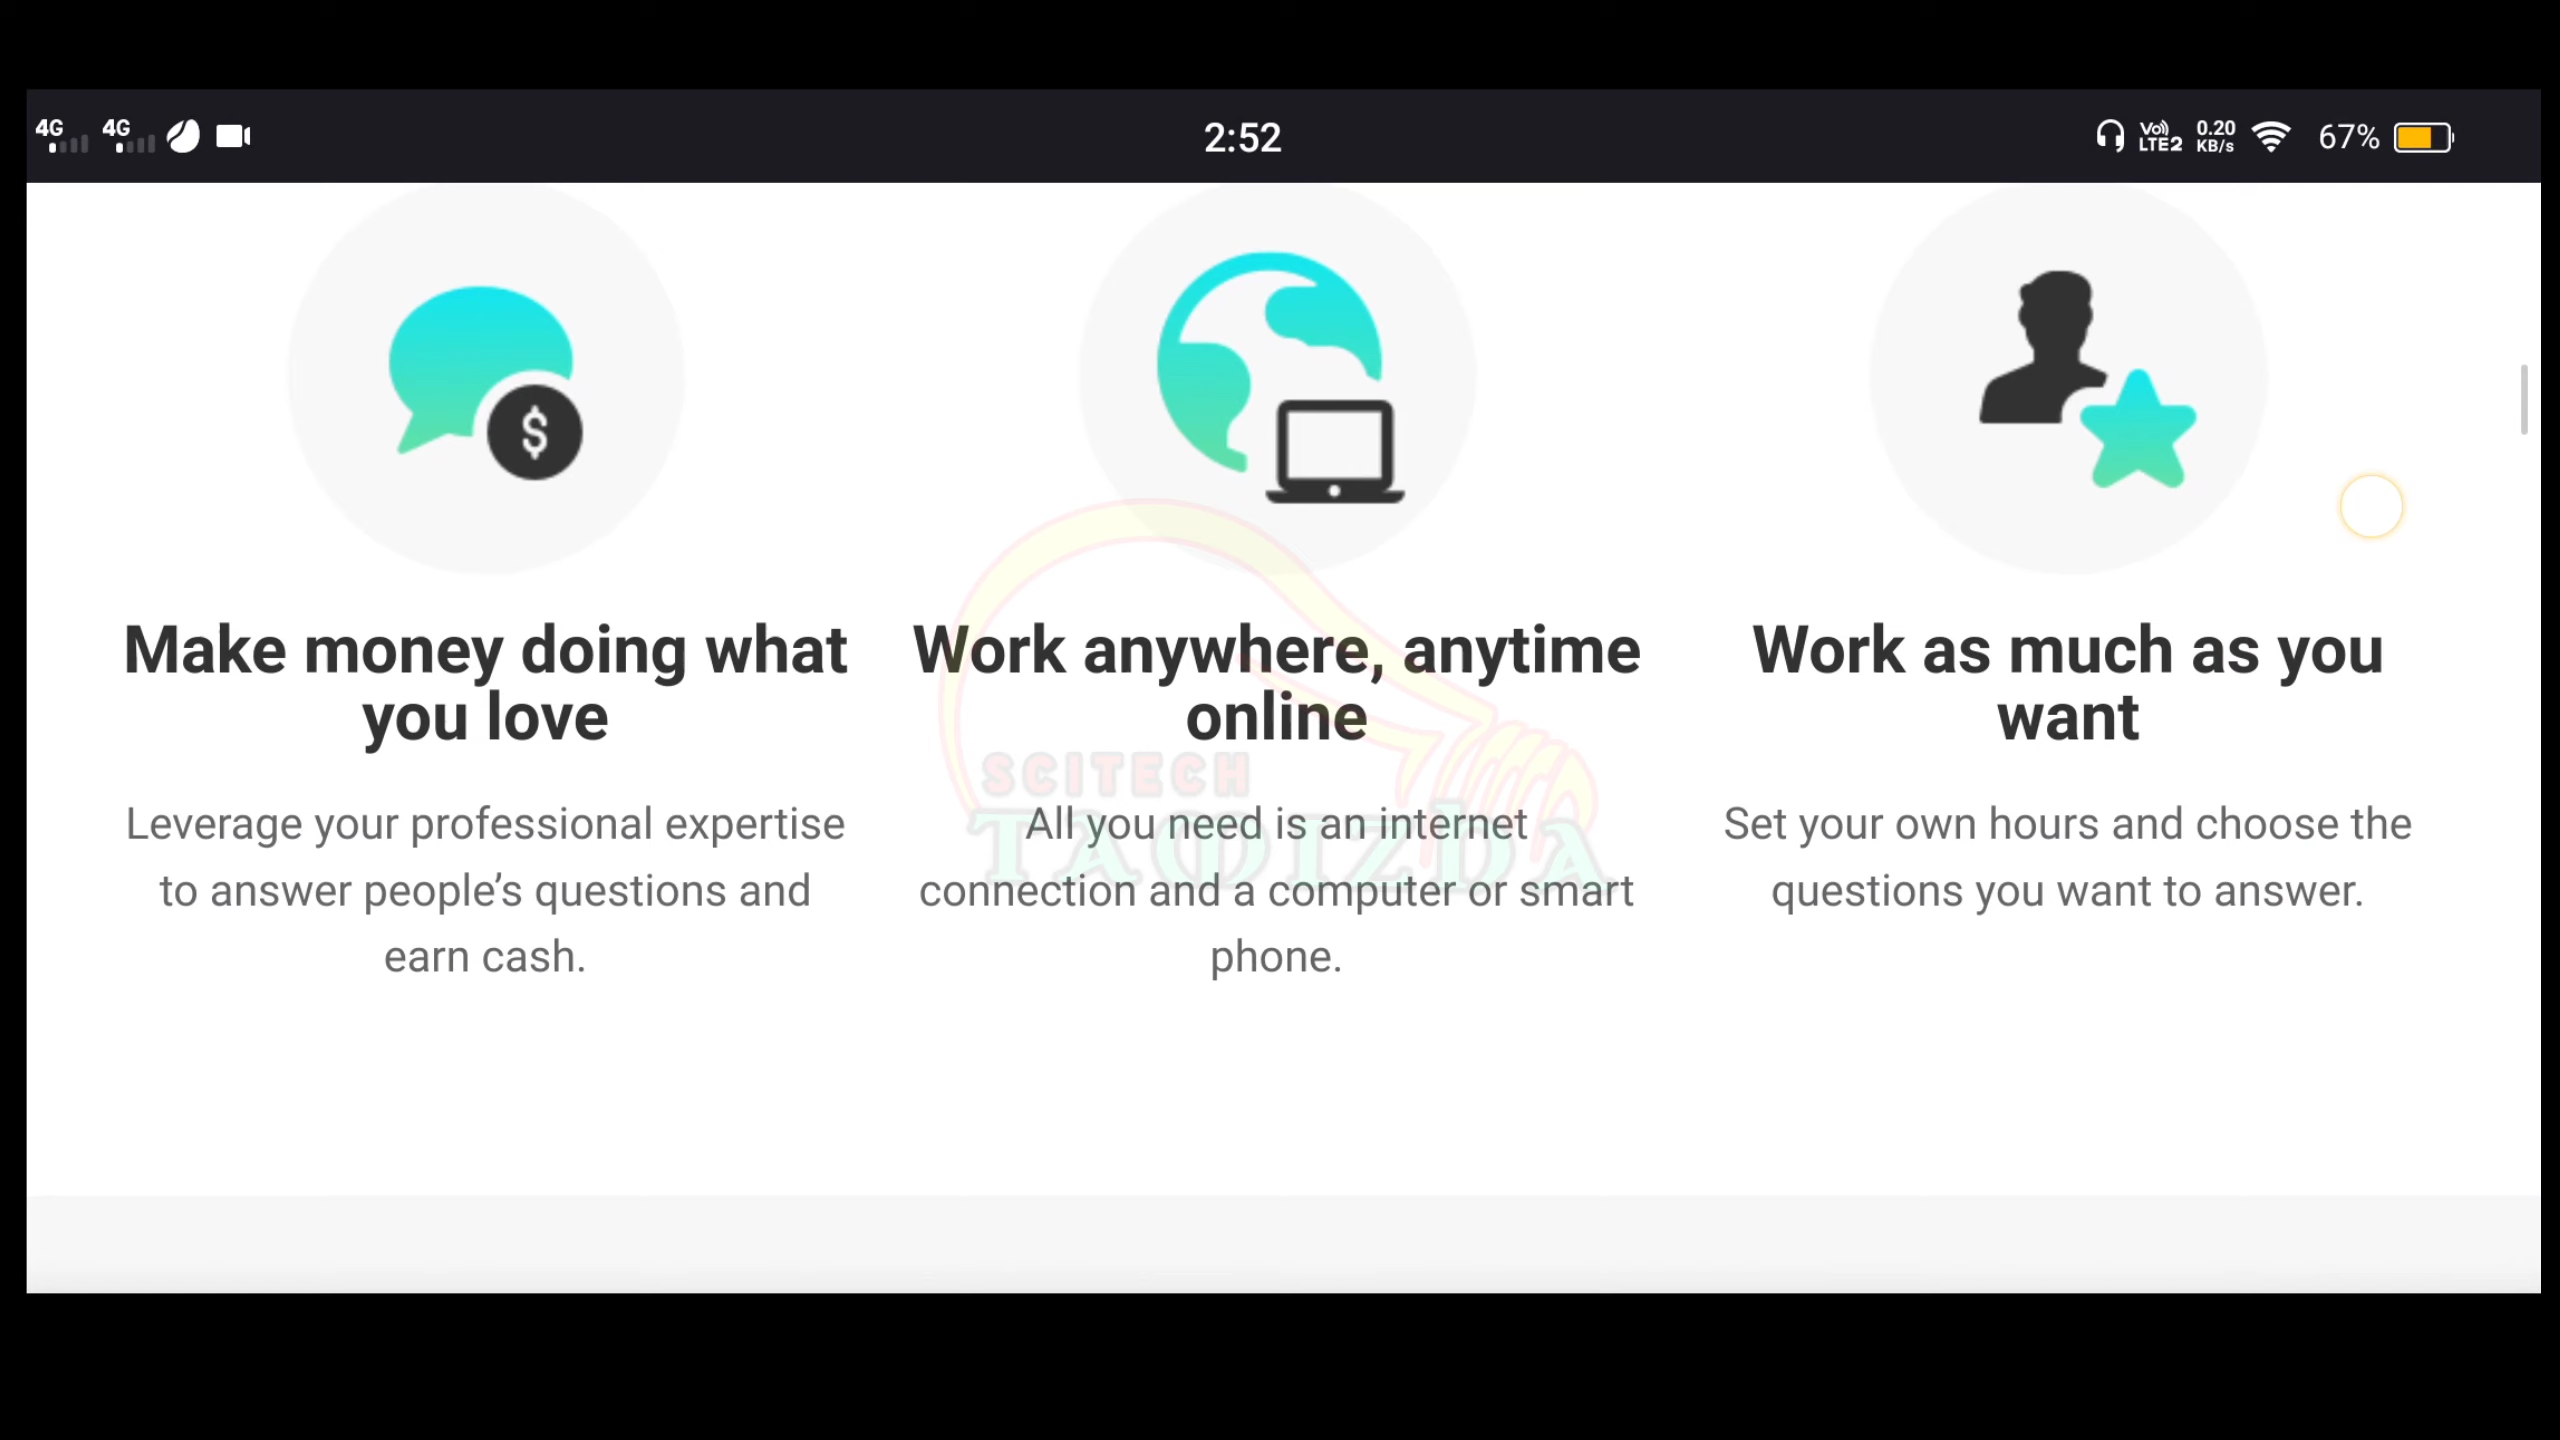 4G 4G 2:52 Vo) LTE2 0.20 KB/s 67%
$
Make money doing what
you love
Leverage your professional expertise
to answer people’s questions and
earn cash.
Work anywhere, anytime
online
All you need is an internet
connection and a computer or smart
phone.
Work as much as you
want
Set your own hours and choose the
questions you want to answer.
SCITECH
TAMIZDA